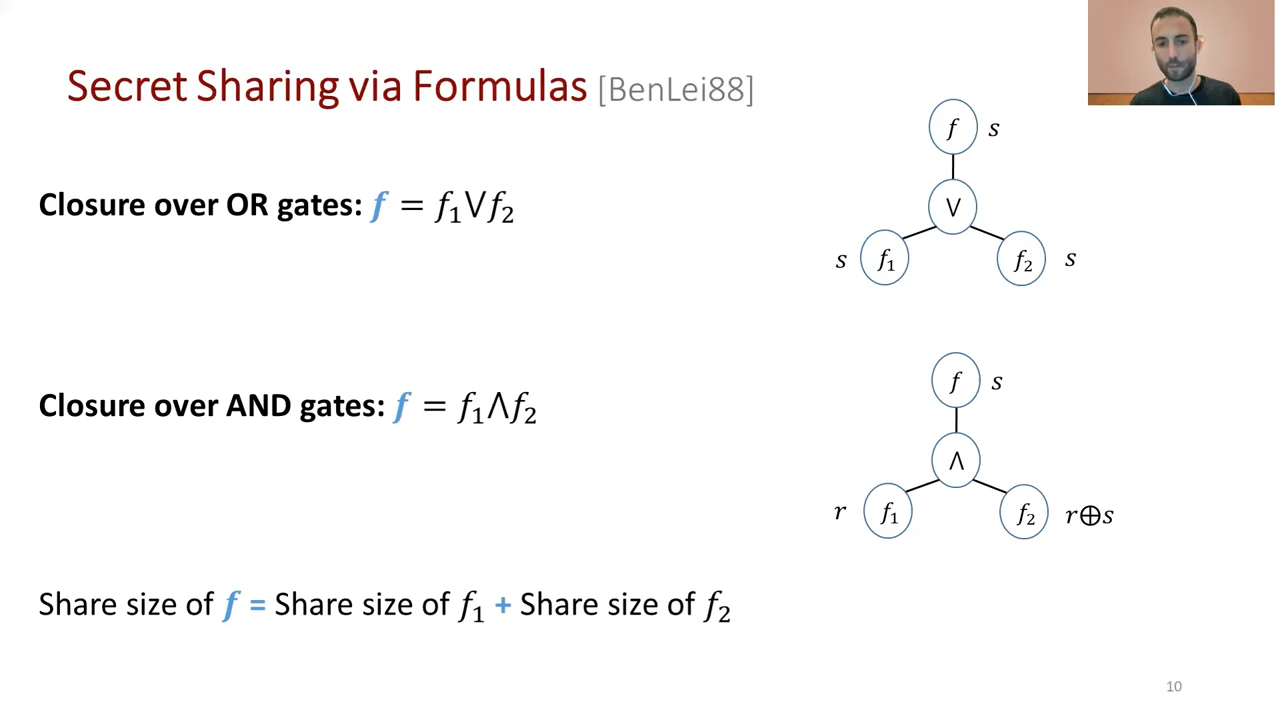 Secret Sharing via Formulas [BenLei88]
f s
Closure over OR gates: f = f₁∨f₂
∨
s f₁ f₂ s
f s
Closure over AND gates: f = f₁∧f₂
∧
r f₁ f₂ r⊕s
Share size of f = Share size of f₁ + Share size of f₂
10